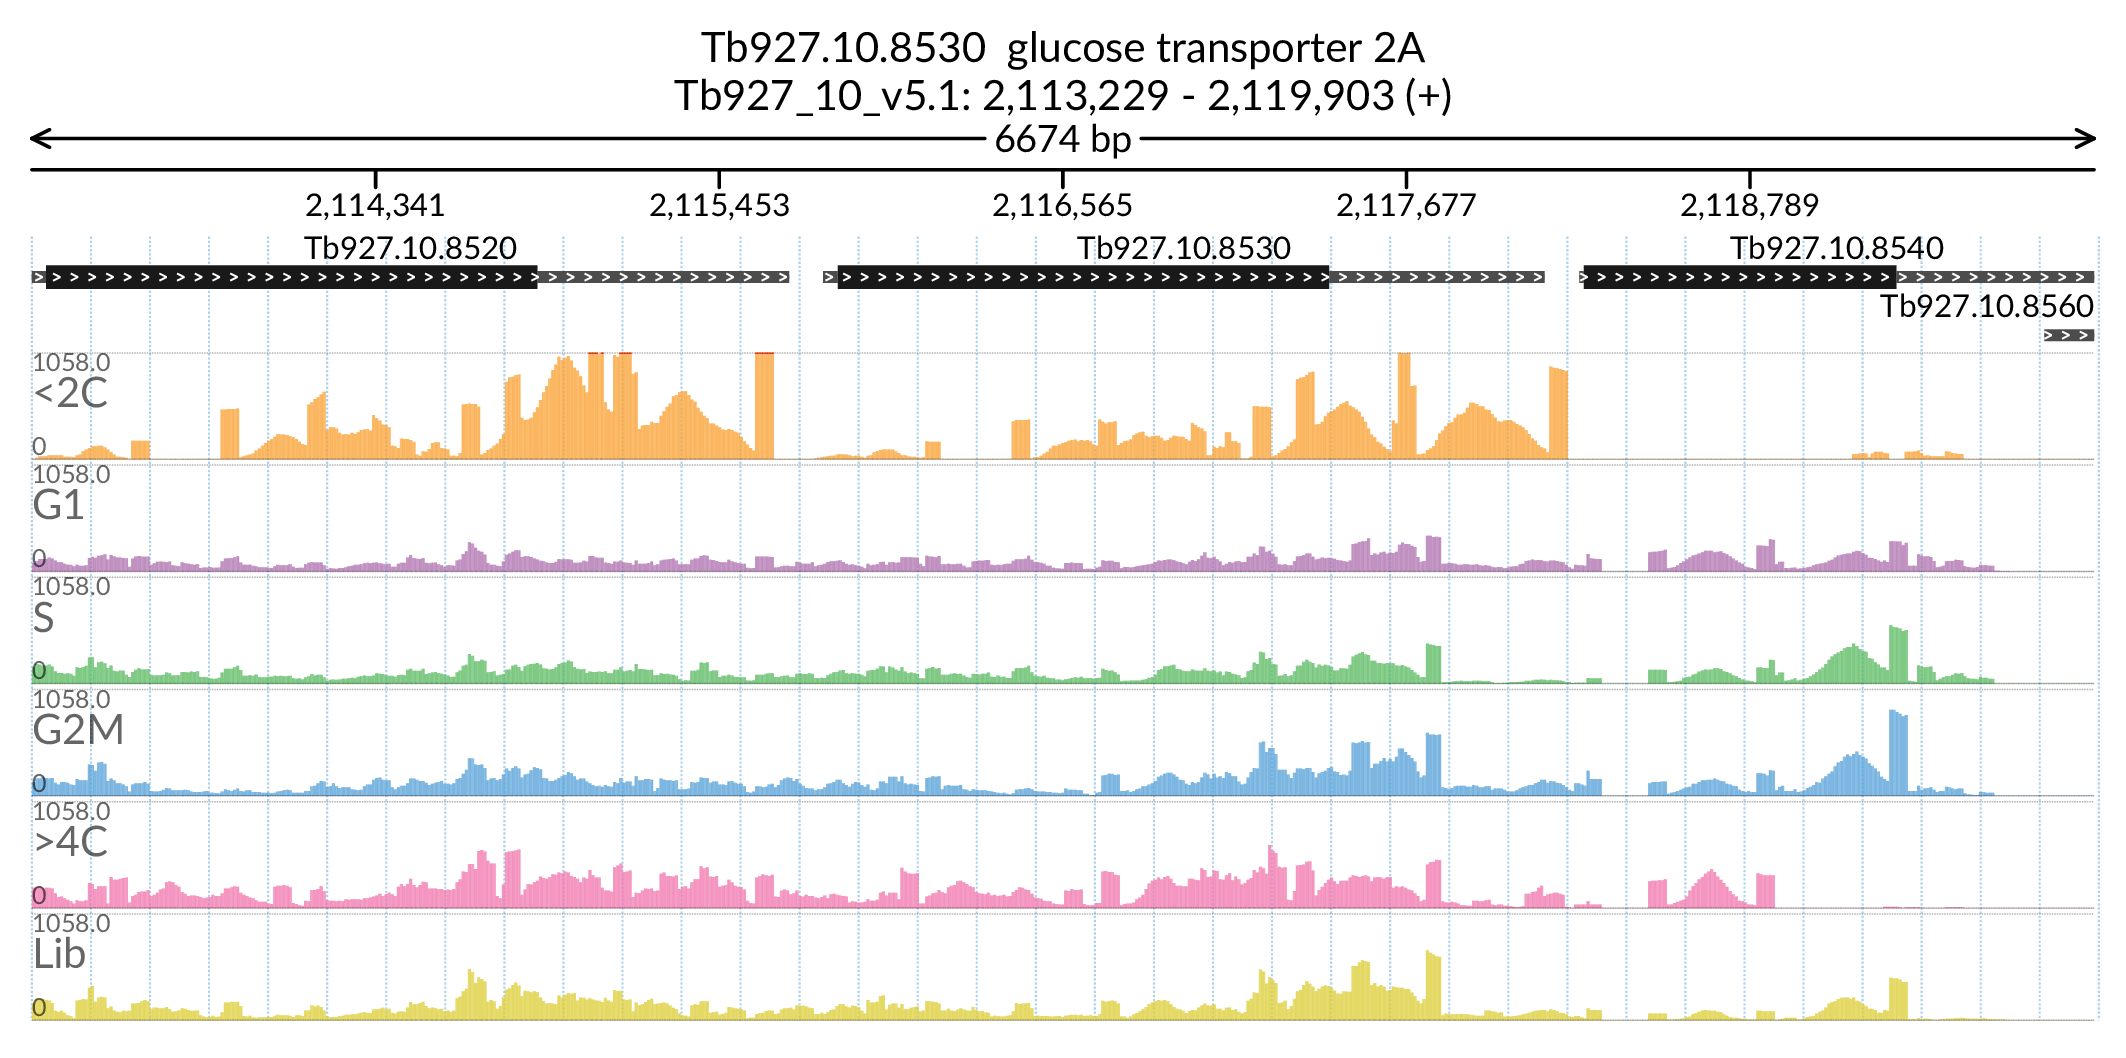 Tb927.10.8530  glucose transporter 2A
Tb927_10_v5.1: 2,113,229 - 2,119,903 (+)
6674 bp
2,114,341 2,115,453 2,116,565 2,117,677 2,118,789
Tb927.10.8520 Tb927.10.8530 Tb927.10.8540
Tb927.10.8560
1058.0
<2C
0
1058.0
G1
0
1058.0
S
0
1058.0
G2M
0
1058.0
>4C
0
1058.0
Lib
0